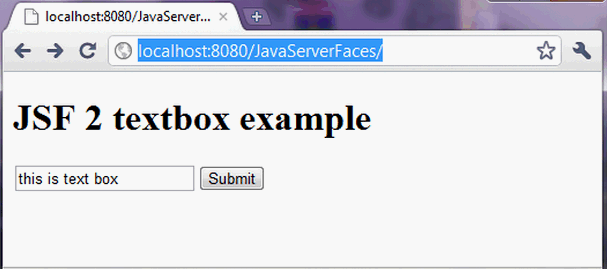 localhost:8080/JavaServer...
localhost:8080/JavaServerFaces/
JSF 2 textbox example
this is text box Submit